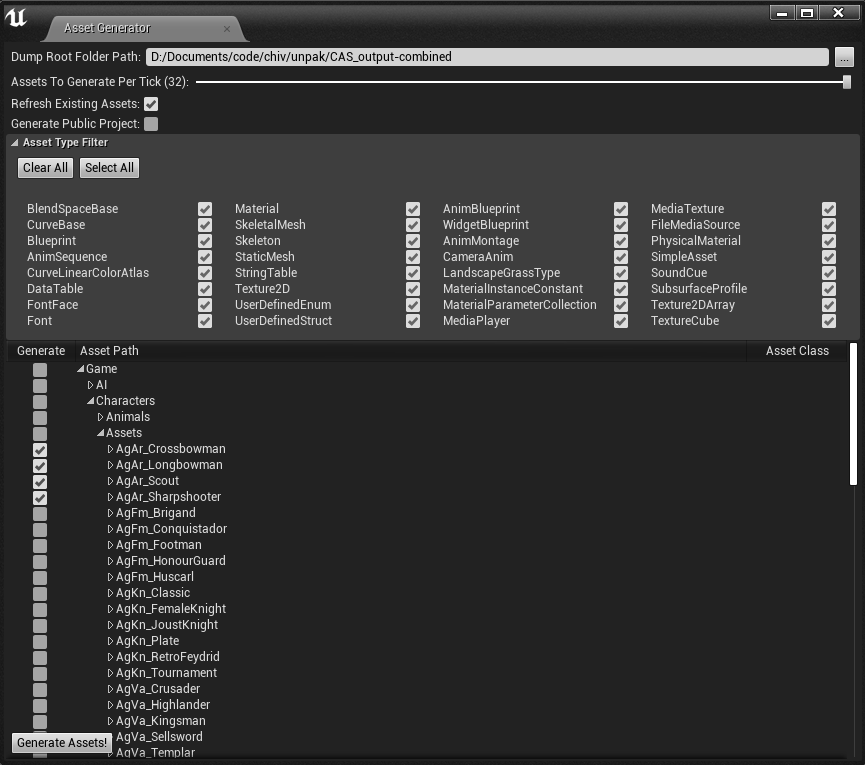 Asset Generator
Dump Root Folder Path: D:/Documents/code/chiv/unpak/CAS_output-combined ...
Assets To Generate Per Tick (32):
Refresh Existing Assets:
Generate Public Project:
Asset Type Filter
Clear All Select All
BlendSpaceBase Material AnimBlueprint MediaTexture
CurveBase SkeletalMesh WidgetBlueprint FileMediaSource
Blueprint Skeleton AnimMontage PhysicalMaterial
AnimSequence StaticMesh CameraAnim SimpleAsset
CurveLinearColorAtlas StringTable LandscapeGrassType SoundCue
DataTable Texture2D MaterialInstanceConstant SubsurfaceProfile
FontFace UserDefinedEnum MaterialParameterCollection Texture2DArray
Font UserDefinedStruct MediaPlayer TextureCube
Generate Asset Path Asset Class
Game
AI
Characters
Animals
Assets
AgAr_Crossbowman
AgAr_Longbowman
AgAr_Scout
AgAr_Sharpshooter
AgFm_Brigand
AgFm_Conquistador
AgFm_Footman
AgFm_HonourGuard
AgFm_Huscarl
AgKn_Classic
AgKn_FemaleKnight
AgKn_JoustKnight
AgKn_Plate
AgKn_RetroFeydrid
AgKn_Tournament
AgVa_Crusader
AgVa_Highlander
AgVa_Kingsman
AgVa_Sellsword
Generate Assets!
AgVa_Templar